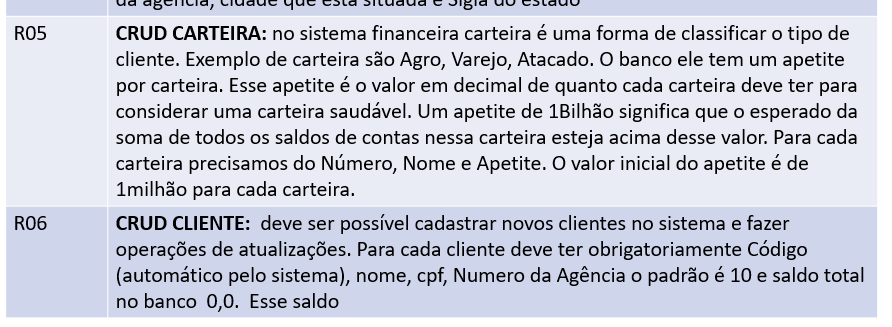 da agência, cidade que está situada e Sigla do estado
R05
CRUD CARTEIRA: no sistema financeira carteira é uma forma de classificar o tipo de
cliente. Exemplo de carteira são Agro, Varejo, Atacado. O banco ele tem um apetite
por carteira. Esse apetite é o valor em decimal de quanto cada carteira deve ter para
considerar uma carteira saudável. Um apetite de 1Bilhão significa que o esperado da
soma de todos os saldos de contas nessa carteira esteja acima desse valor. Para cada
carteira precisamos do Número, Nome e Apetite. O valor inicial do apetite é de
1milhão para cada carteira.
R06
CRUD CLIENTE: deve ser possível cadastrar novos clientes no sistema e fazer
operações de atualizações. Para cada cliente deve ter obrigatoriamente Código
(automático pelo sistema), nome, cpf, Numero da Agência o padrão é 10 e saldo total
no banco 0,0. Esse saldo